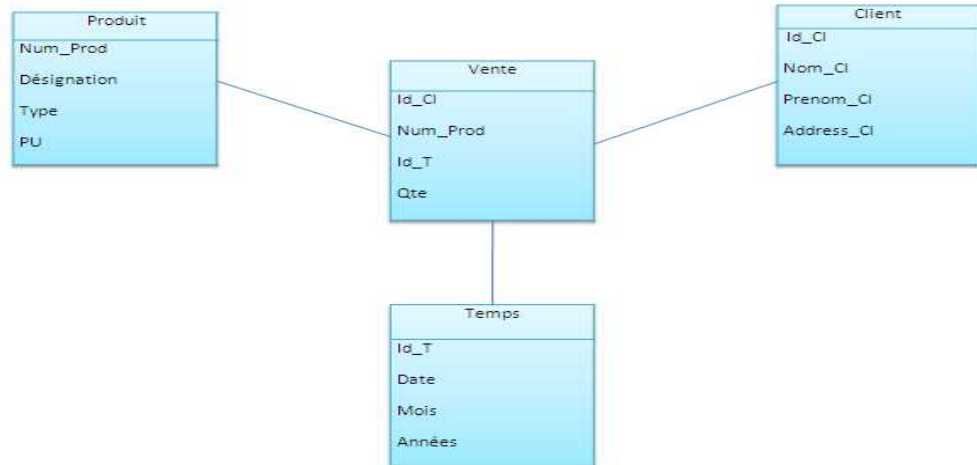 Produit
Num_Prod
Désignation
Type
PU
Vente
Id_Cl
Num_Prod
Id_T
Qte
Client
Id_Cl
Nom_Cl
Prenom_Cl
Address_Cl
Temps
Id_T
Date
Mois
Années